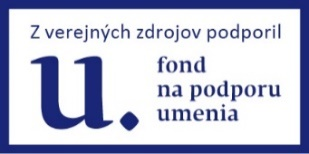 Z verejných zdrojov podporil
u.
fond
na podporu
umenia